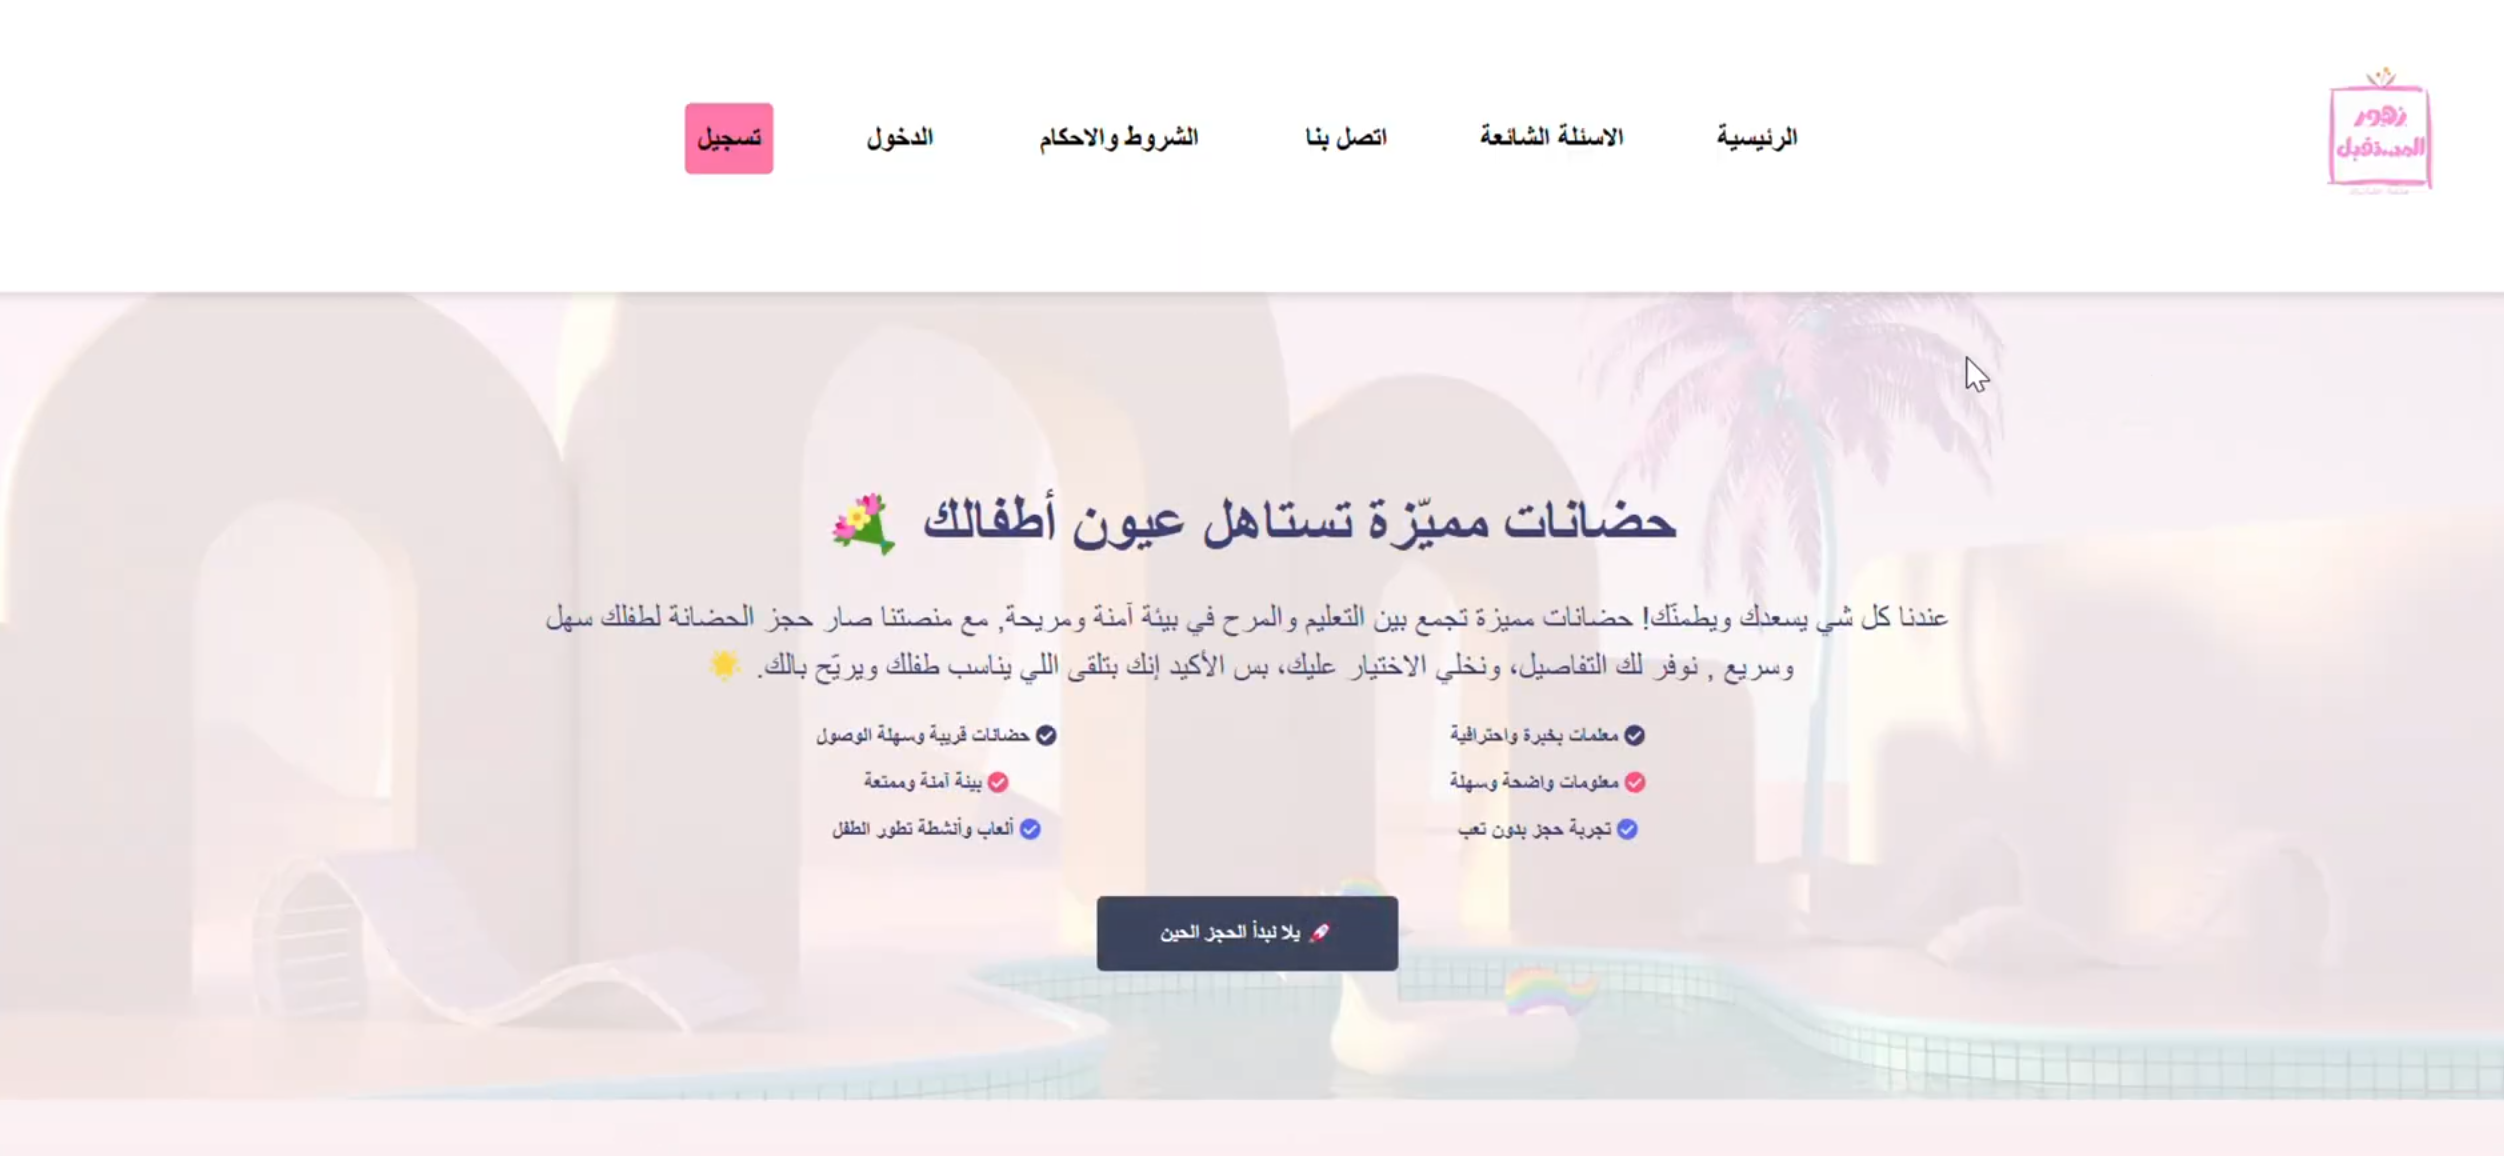 زهور
المستقبل
الرئيسية
الاسئلة الشائعة
اتصل بنا
الشروط والاحكام
الدخول
تسجيل
حضانات مميّزة تستاهل عيون أطفالك 💐
عندنا كل شي يسعدك ويطمنّك! حضانات مميزة تجمع بين التعليم والمرح في بيئة آمنة ومريحة, مع منصتنا صار حجز الحضانة لطفلك سهل
وسريع , نوفر لك التفاصيل، ونخلي الاختيار عليك، بس الأكيد إنك بتلقى اللي يناسب طفلك ويريّح بالك. 🌟
معلمات بخبرة واحترافية
حضانات قريبة وسهلة الوصول
معلومات واضحة وسهلة
بيئة آمنة وممتعة
تجربة حجز بدون تعب
ألعاب وأنشطة تطور الطفل
🚀 يلا نبدأ الحجز الحين